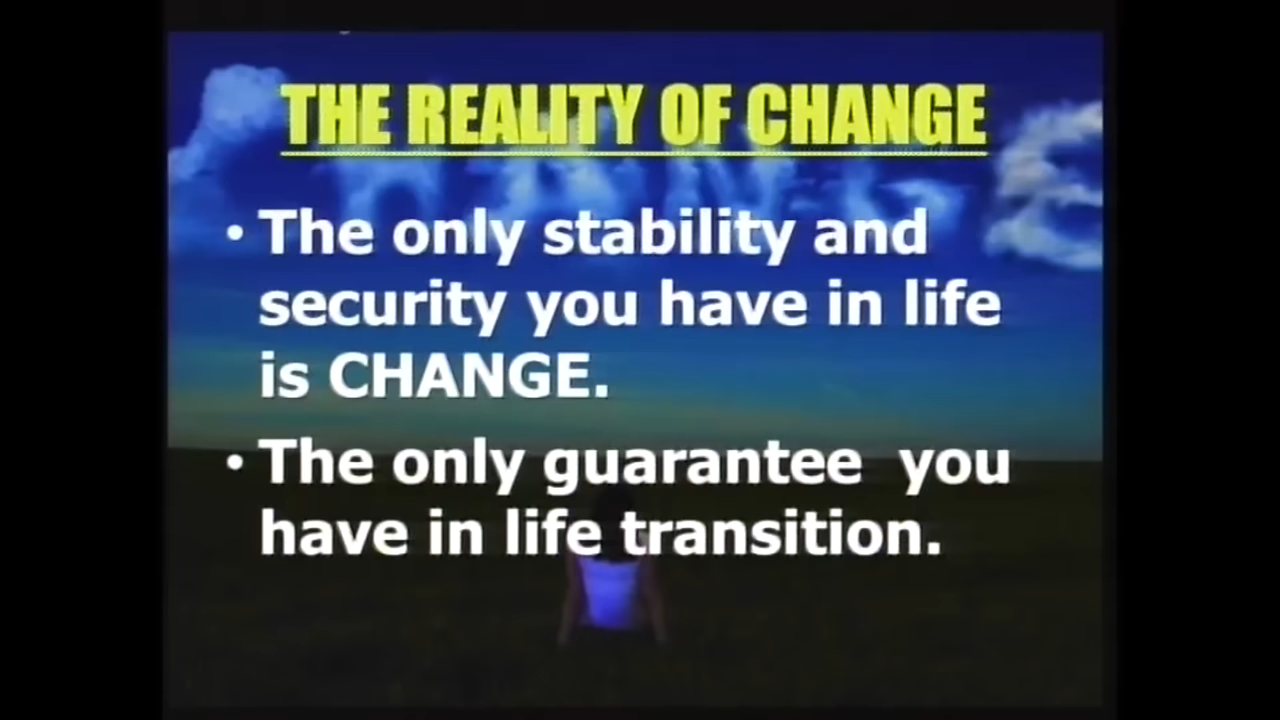 THE REALITY OF CHANGE
• The only stability and
security you have in life
is CHANGE.
• The only guarantee  you
have in life transition.